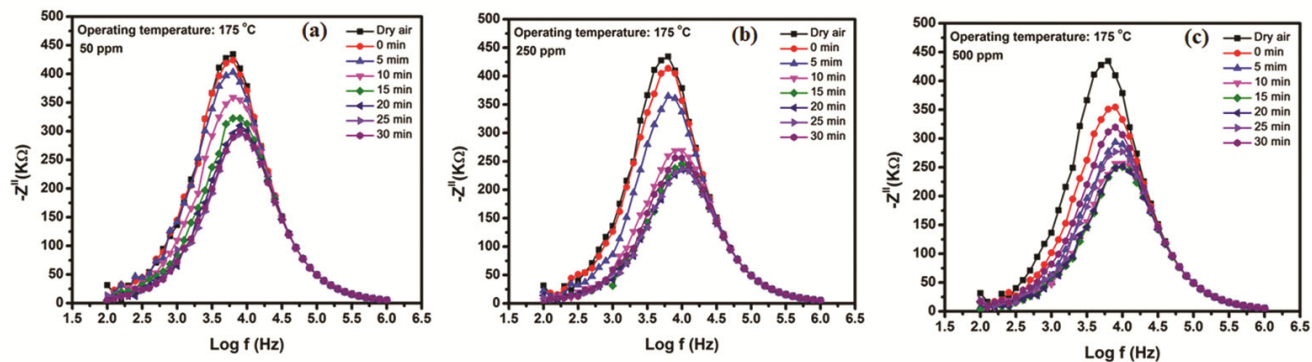 Operating temperature: 175 °C
50 ppm
(a)
Dry air
0 min
5 mim
10 min
15 min
20 min
25 min
30 min
500
450
400
350
300
250
200
150
100
50
0
-Z^II(KΩ)
1.5 2.0 2.5 3.0 3.5 4.0 4.5 5.0 5.5 6.0 6.5
Log f (Hz)
Operating temperature: 175 °C
250 ppm
(b)
Dry air
0 min
5 min
10 min
15 min
20 min
25 min
30 min
500
450
400
350
300
250
200
150
100
50
0
-Z^II(KΩ)
1.5 2.0 2.5 3.0 3.5 4.0 4.5 5.0 5.5 6.0 6.5
Log f (Hz)
Operating temperature: 175 °C
500 ppm
(c)
Dry air
0 min
5 mim
10 min
15 min
20 min
25 min
30 min
500
450
400
350
300
250
200
150
100
50
0
-Z^II(KΩ)
1.5 2.0 2.5 3.0 3.5 4.0 4.5 5.0 5.5 6.0 6.5
Log f (Hz)